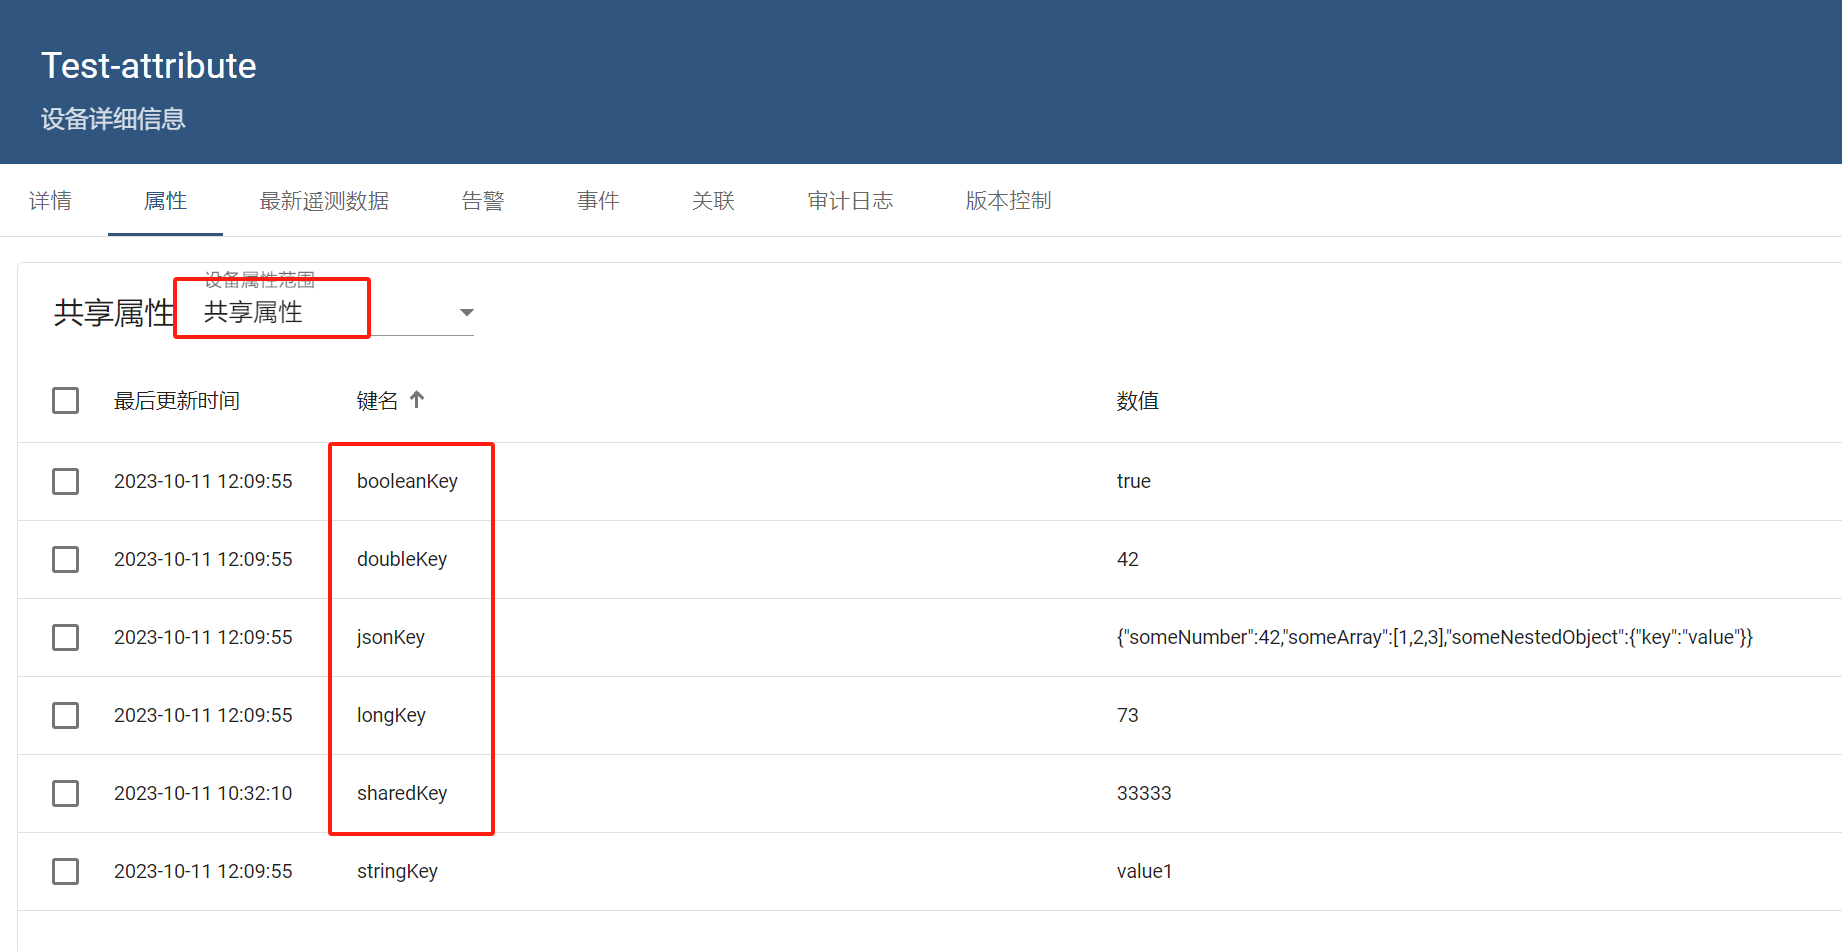 Test-attribute
设备详细信息
详情 属性 最新遥测数据 告警 事件 关联 审计日志 版本控制
设备属性范围
共享属性 共享属性
最后更新时间 键名 数值
2023-10-11 12:09:55 booleanKey true
2023-10-11 12:09:55 doubleKey 42
2023-10-11 12:09:55 jsonKey {"someNumber":42,"someArray":[1,2,3],"someNestedObject":{"key":"value"}}
2023-10-11 12:09:55 longKey 73
2023-10-11 10:32:10 sharedKey 33333
2023-10-11 12:09:55 stringKey value1